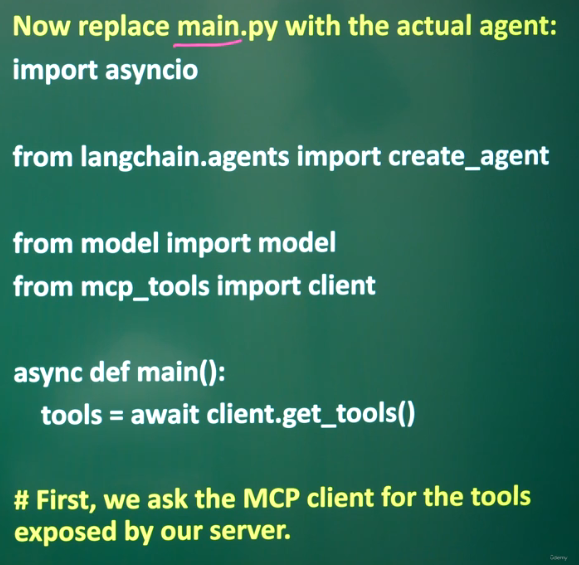 Now replace main.py with the actual agent:
import asyncio
from langchain.agents import create_agent
from model import model
from mcp_tools import client
async def main():
    tools = await client.get_tools()
# First, we ask the MCP client for the tools
exposed by our server.
Udemy